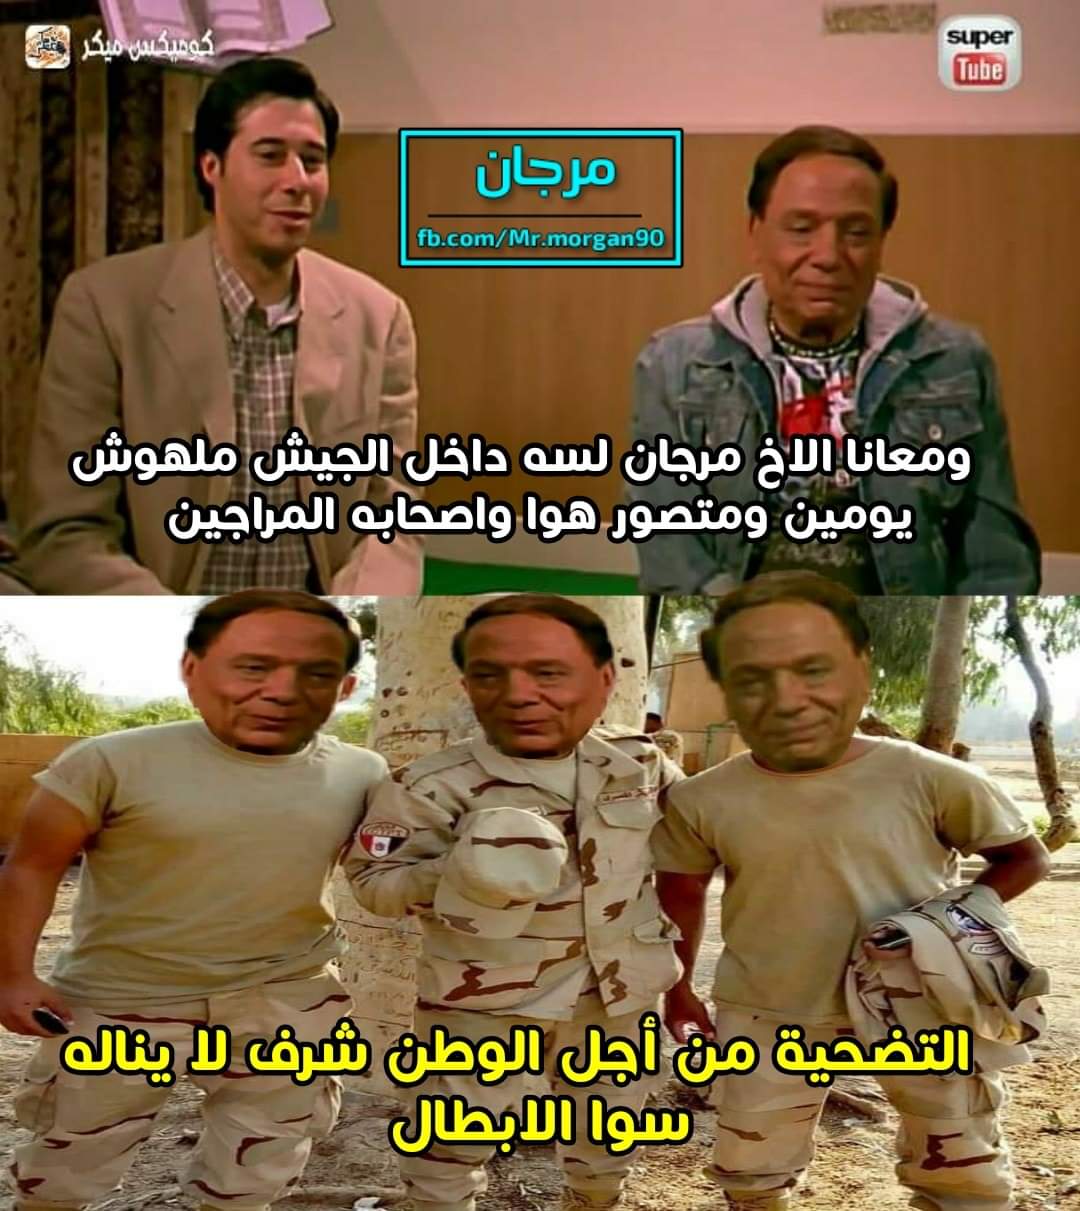 كوميكس ميكر
super
Tube
مرجان
fb.com/Mr.morgan90
ومعانا الاخ مرجان لسه داخل الجيش ملهوش
يومين ومتصور هوا واصحابه المراجين
EGYPT
التضحية من أجل الوطن شرف لا يناله
سوا الابطال